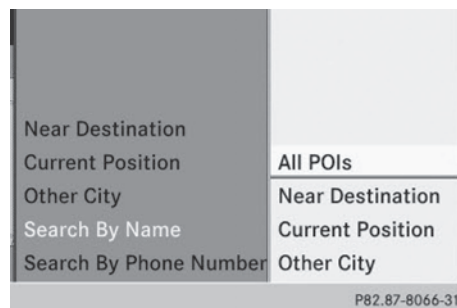 Near Destination
Current Position
Other City
Search By Name
Search By Phone Number
All POIs
Near Destination
Current Position
Other City
P82.87-8066-31